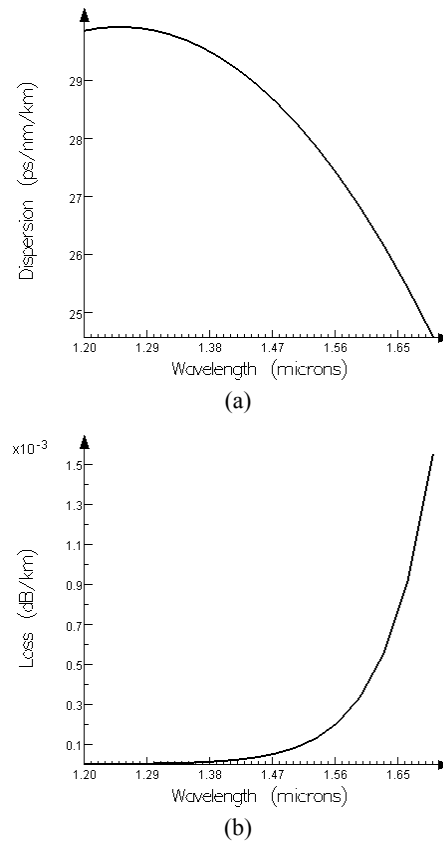 29
28
27
26
25
Dispersion (ps/nm/km)
1.20 1.29 1.38 1.47 1.56 1.65
Wavelength (microns)
(a)
x10-3
1.5
1.3
1.1
0.9
0.7
0.5
0.3
0.1
Loss (dB/km)
1.20 1.29 1.38 1.47 1.56 1.65
Wavelength (microns)
(b)